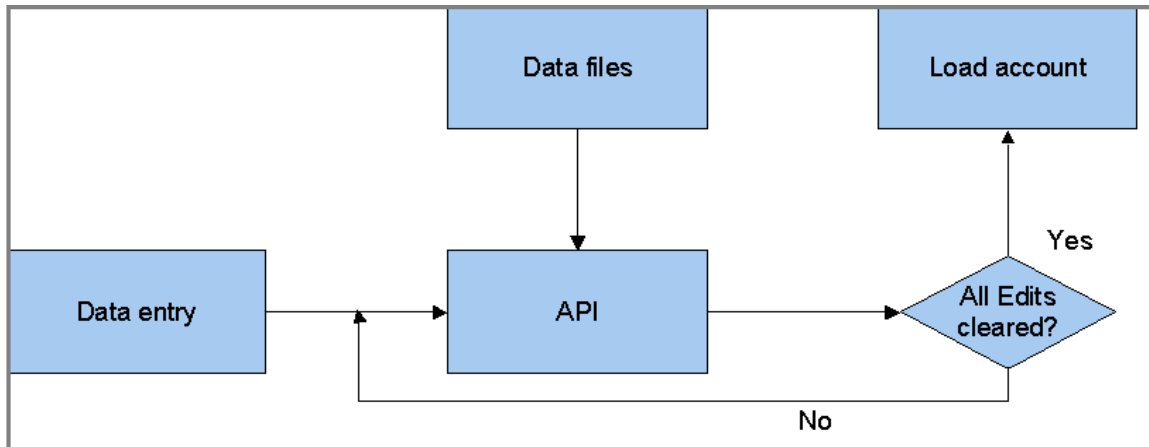 Data files
Load account
Yes
Data entry
API
All Edits
cleared?
No